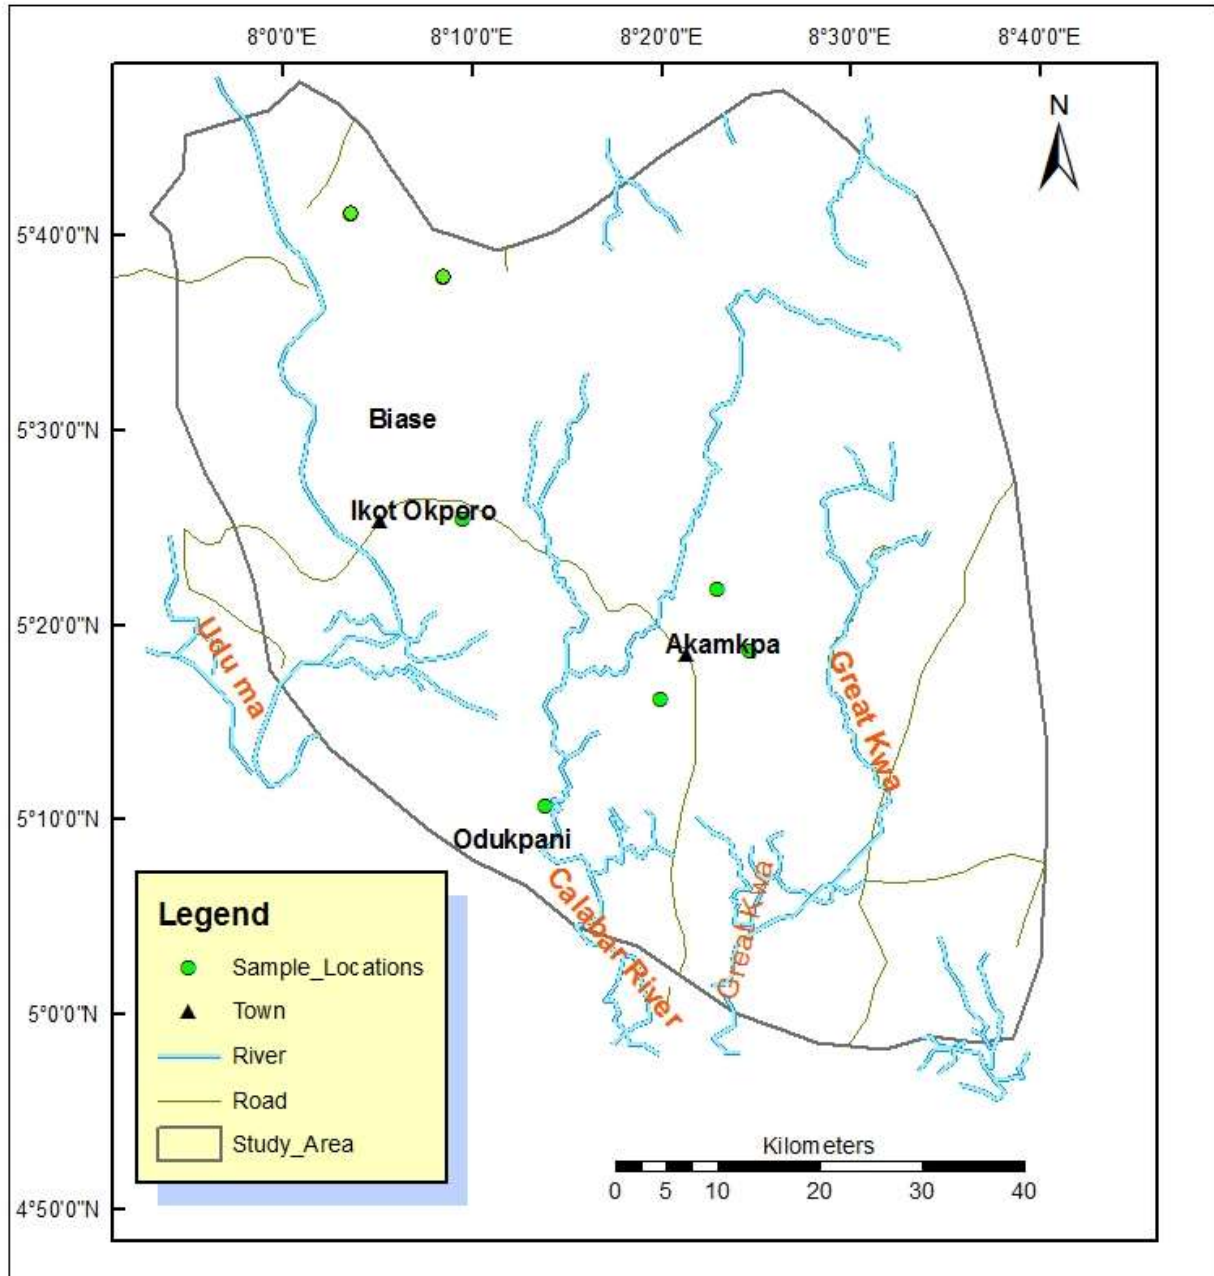 8°0'0"E 8°10'0"E 8°20'0"E 8°30'0"E 8°40'0"E
N
5°40'0"N
5°30'0"N
5°20'0"N
5°10'0"N
5°0'0"N
4°50'0"N
Biase
Ikot Okpero
Udu ma
Akamkpa
Great Kwa
Odukpani
Calabar River
Great Kwa
Legend
Sample_Locations
Town
River
Road
Study_Area
Kilometers
0 5 10 20 30 40